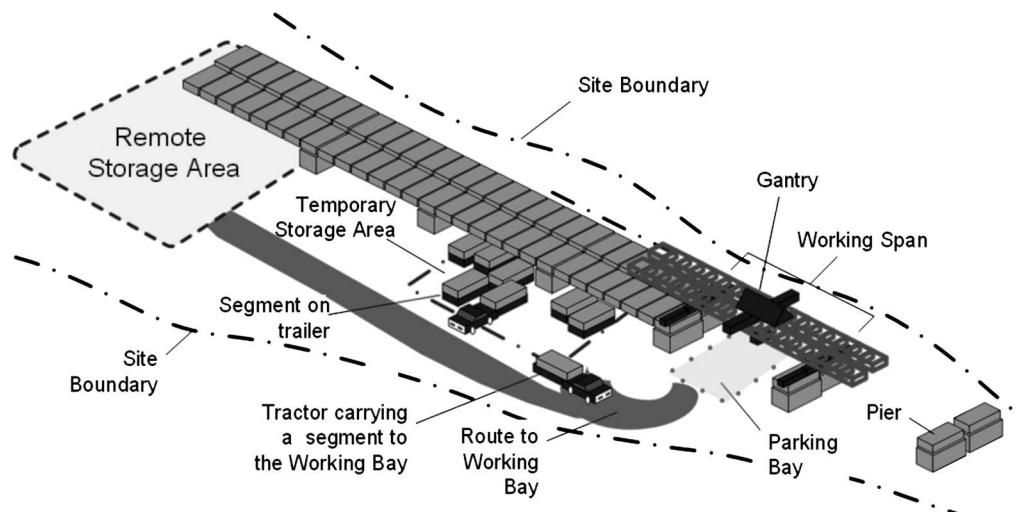 Site Boundary
Remote
Storage Area
Gantry
Temporary
Storage Area
Working Span
Segment on
trailer
Site
Boundary
Tractor carrying
a segment to
the Working Bay
Route to
Working
Bay
Parking
Bay
Pier